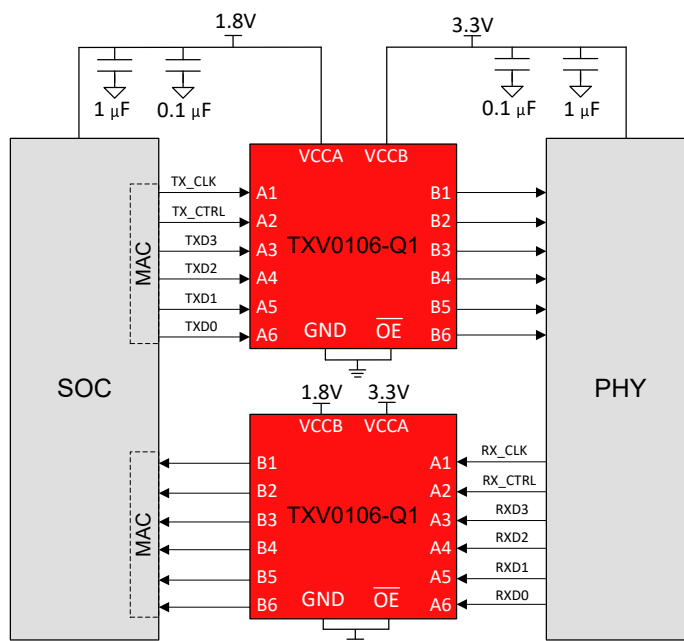 1.8V 3.3V
1 µF 0.1 µF 0.1 µF 1 µF
VCCA VCCB
TX_CLK A1 B1
TX_CTRL A2 B2
TXD3 A3 TXV0106-Q1 B3
MAC
TXD2 A4 B4
TXD1 A5 B5
TXD0 A6 GND OE B6
SOC PHY
1.8V 3.3V
VCCB VCCA
B1 A1 RX_CLK
B2 A2 RX_CTRL
B3 TXV0106-Q1 A3 RXD3
MAC
B4 A4 RXD2
B5 A5 RXD1
B6 GND OE A6 RXD0